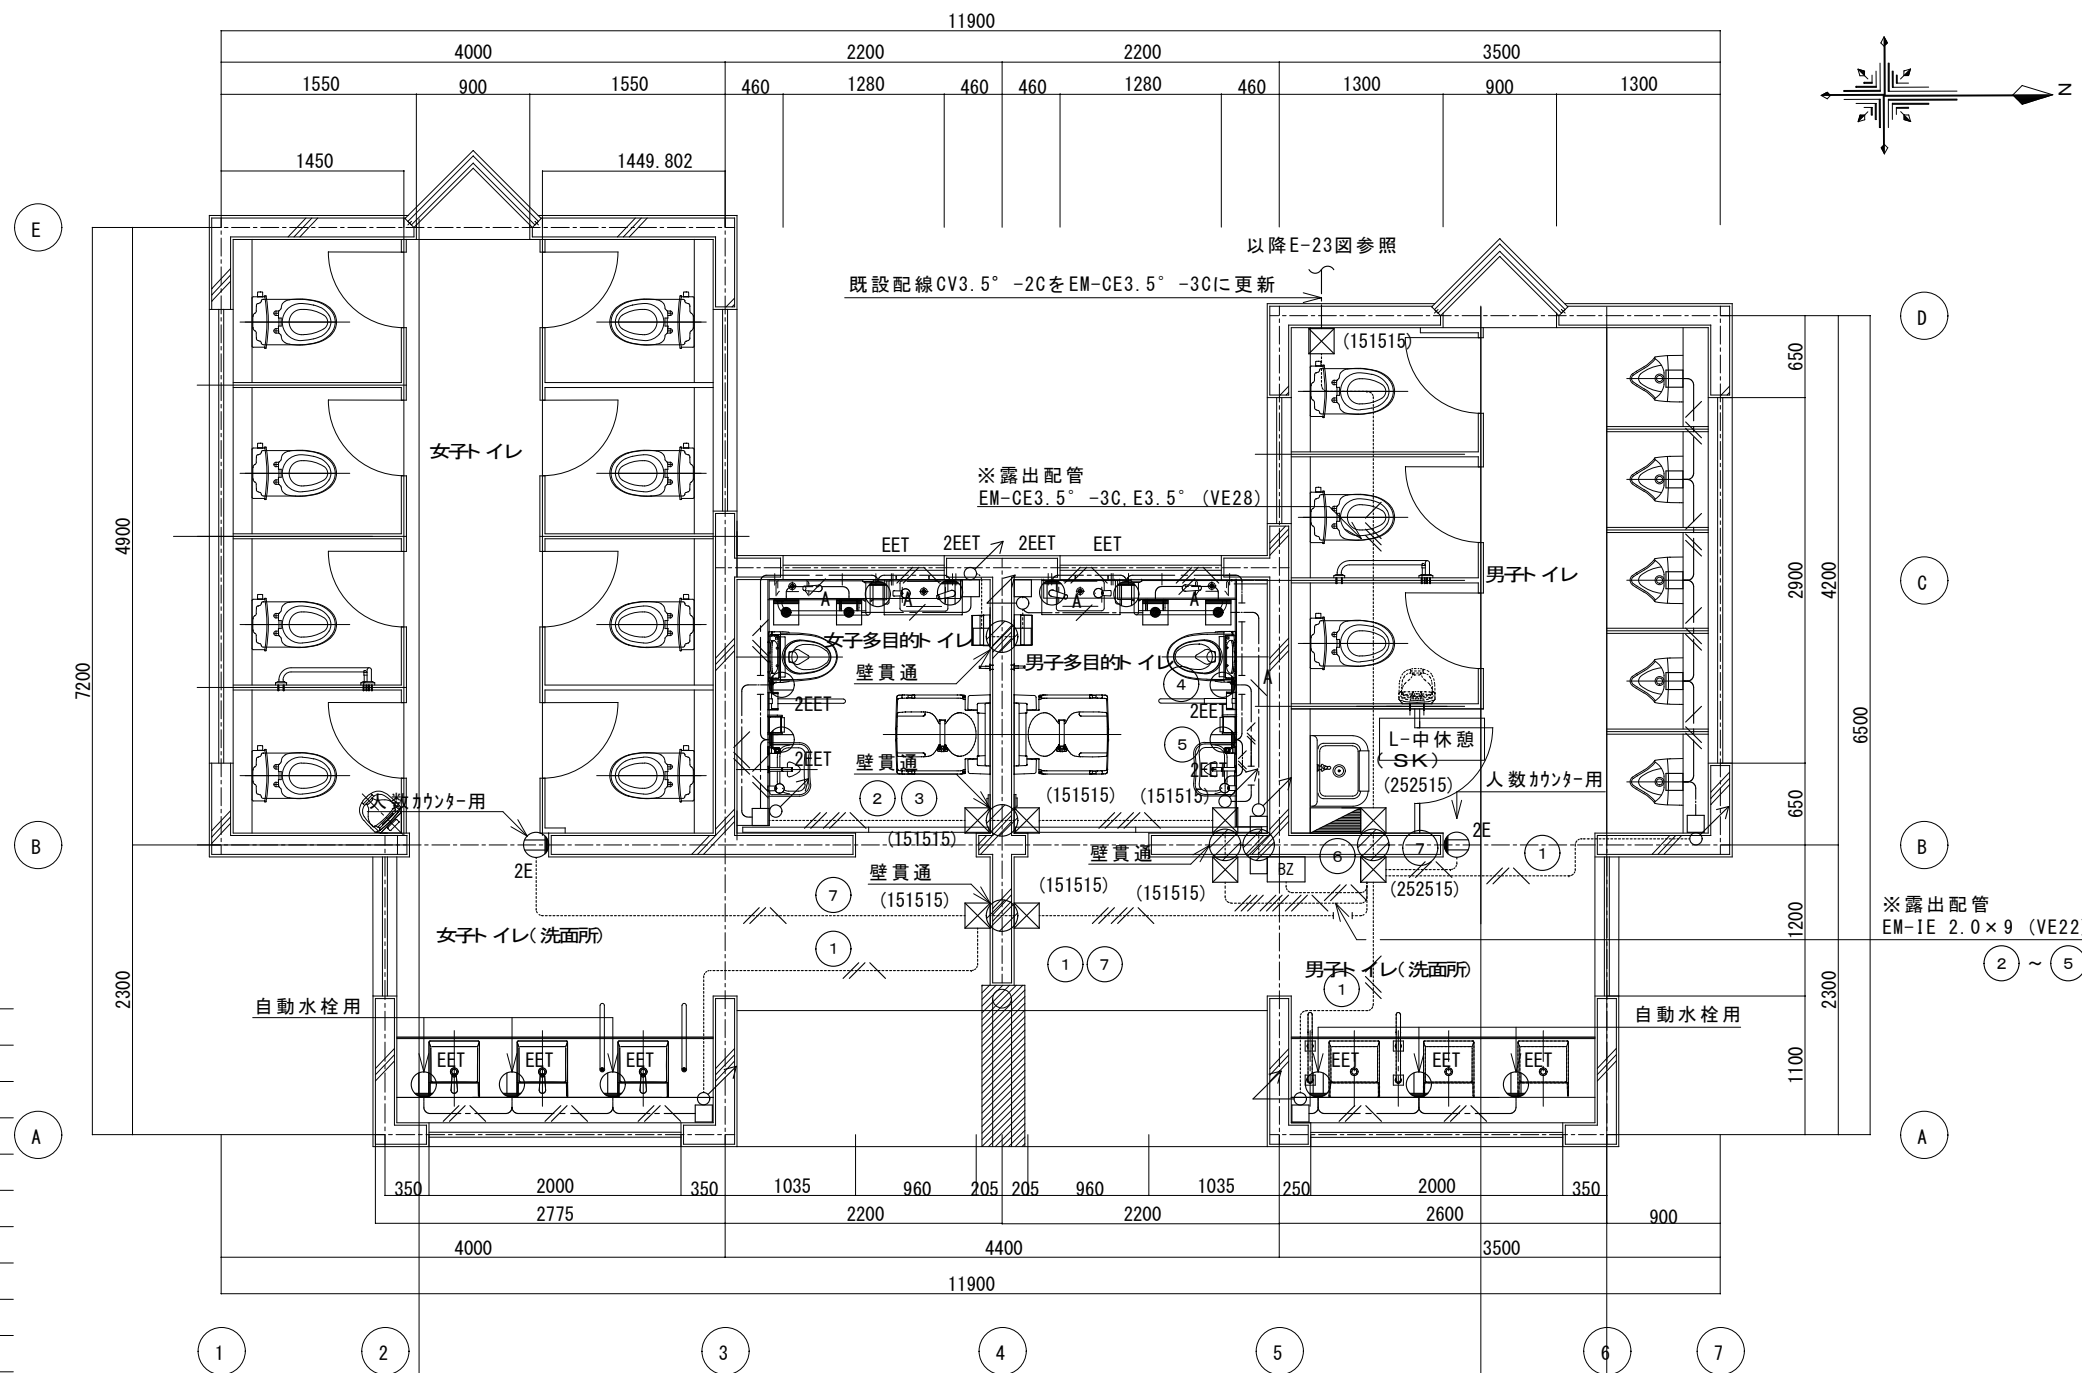 11900
4000 2200 2200 3500
1550 900 1550 460 1280 460 460 1280 460 1300 900 1300
N
1450 1449.802
E
以降E-23図参照
既設配線CV3.5°-2CをEM-CE3.5°-3Cに更新
D
(151515)
650
女子トイレ
※露出配管
EM-CE3.5°-3C,E3.5°(VE28)
4900
EET 2EET 2EET EET
男子トイレ
2900 4200
C
A A A A
女子多目的トイレ
男子多目的トイレ
壁貫通
7200
4
A
2EET 2EET
5
L-中休憩
(SK)
6500
2EET 壁貫通 2EET
(252515)
人数カウンター用
人数カウンター用
2 3
(151515) (151515)
650
2E
B
(151515)
壁貫通
6 7 1
B
2E
壁貫通
BZ
(151515)
(151515) (151515)
(252515)
7
※露出配管
EM-IE 2.0×9 (VE22)
1200
女子トイレ(洗面所)
1
1 7
男子トイレ(洗面所)
2 ~ 5
1
2300
2300
自動水栓用
自動水栓用
EET EET EET
EET EET EET
1100
A
A
350 2000 350 1035 960 205 205 960 1035 250 2000 350
2775 2200 2200 2600 900
4000 4400 3500
11900
1 2 3 4 5 6 7